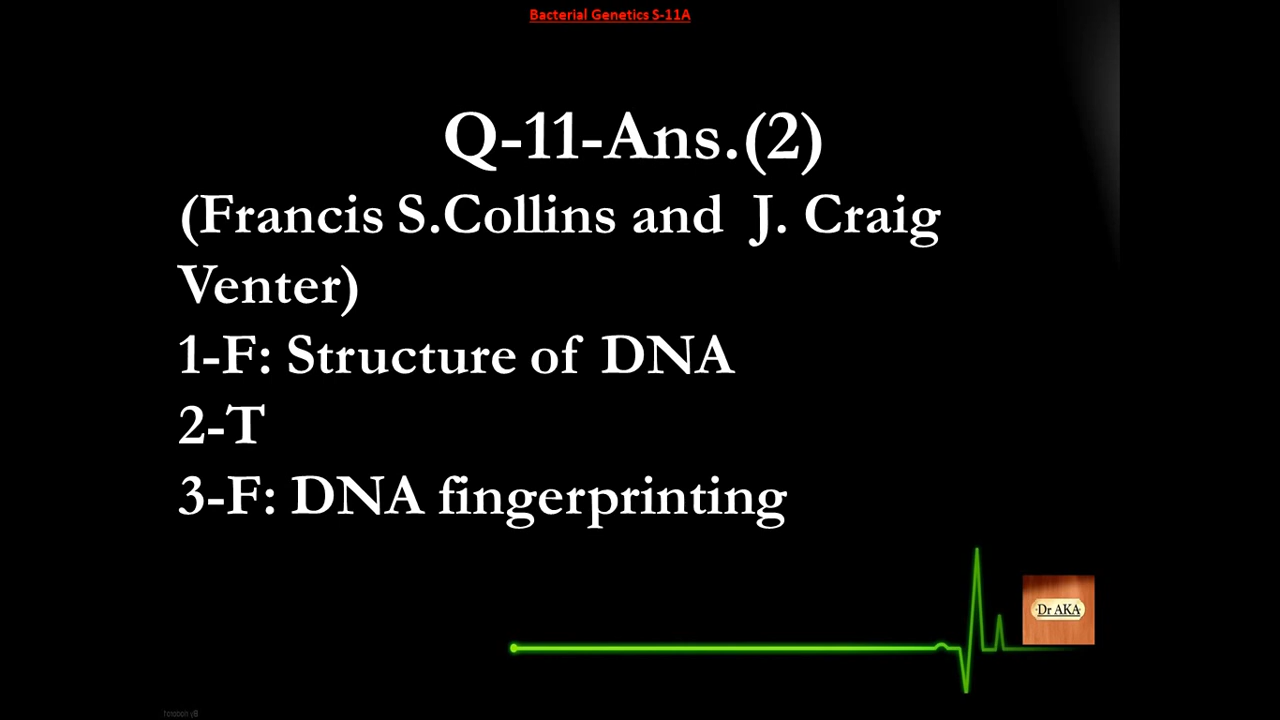 Bacterial Genetics S-11A
Q-11-Ans.(2)
(Francis S.Collins and J. Craig
Venter)
1-F: Structure of DNA
2-T
3-F: DNA fingerprinting
Dr AKA